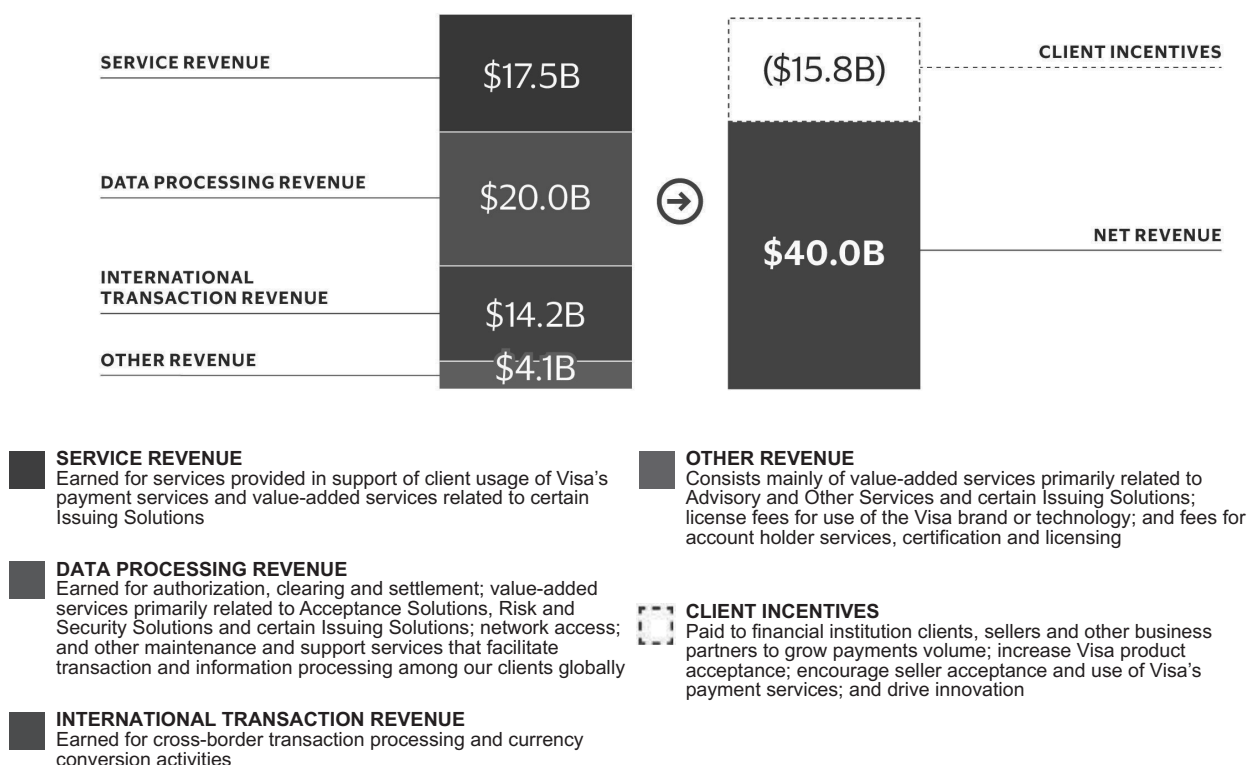 SERVICE REVENUE
$17.5B
DATA PROCESSING REVENUE
$20.0B
INTERNATIONAL
TRANSACTION REVENUE
$14.2B
OTHER REVENUE
$4.1B
($15.8B)
CLIENT INCENTIVES
$40.0B
NET REVENUE
SERVICE REVENUE
Earned for services provided in support of client usage of Visa's
payment services and value-added services related to certain
Issuing Solutions
DATA PROCESSING REVENUE
Earned for authorization, clearing and settlement; value-added
services primarily related to Acceptance Solutions, Risk and
Security Solutions and certain Issuing Solutions; network access;
and other maintenance and support services that facilitate
transaction and information processing among our clients globally
INTERNATIONAL TRANSACTION REVENUE
Earned for cross-border transaction processing and currency
conversion activities
OTHER REVENUE
Consists mainly of value-added services primarily related to
Advisory and Other Services and certain Issuing Solutions;
license fees for use of the Visa brand or technology; and fees for
account holder services, certification and licensing
CLIENT INCENTIVES
Paid to financial institution clients, sellers and other business
partners to grow payments volume; increase Visa product
acceptance; encourage seller acceptance and use of Visa's
payment services; and drive innovation